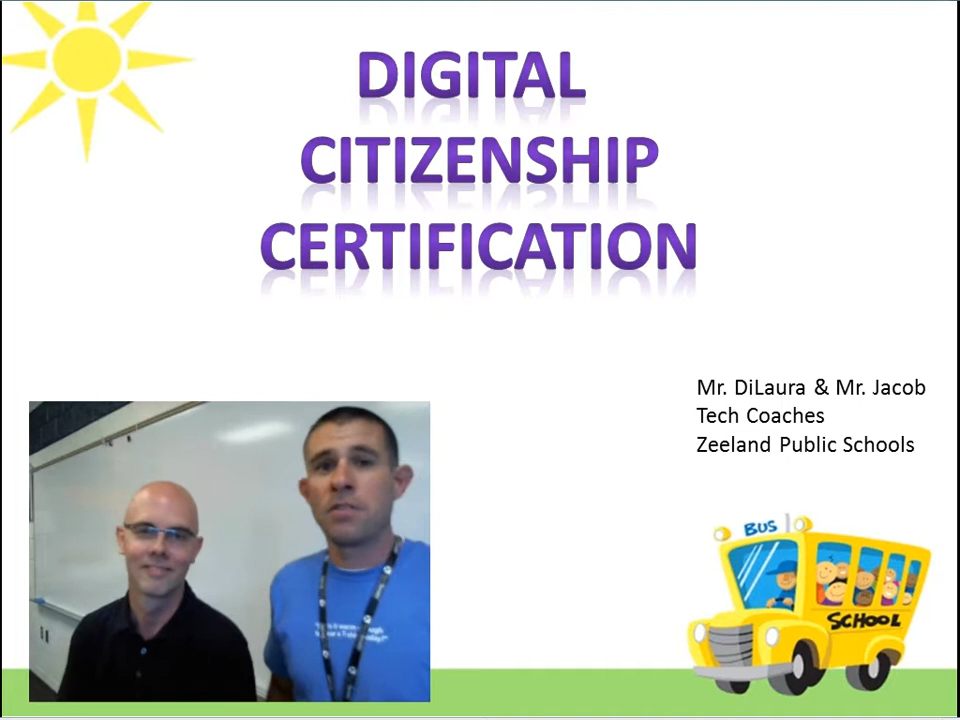 DIGITAL
CITIZENSHIP
CERTIFICATION
Mr. DiLaura & Mr. Jacob
Tech Coaches
Zeeland Public Schools
BUS
SCHOOL